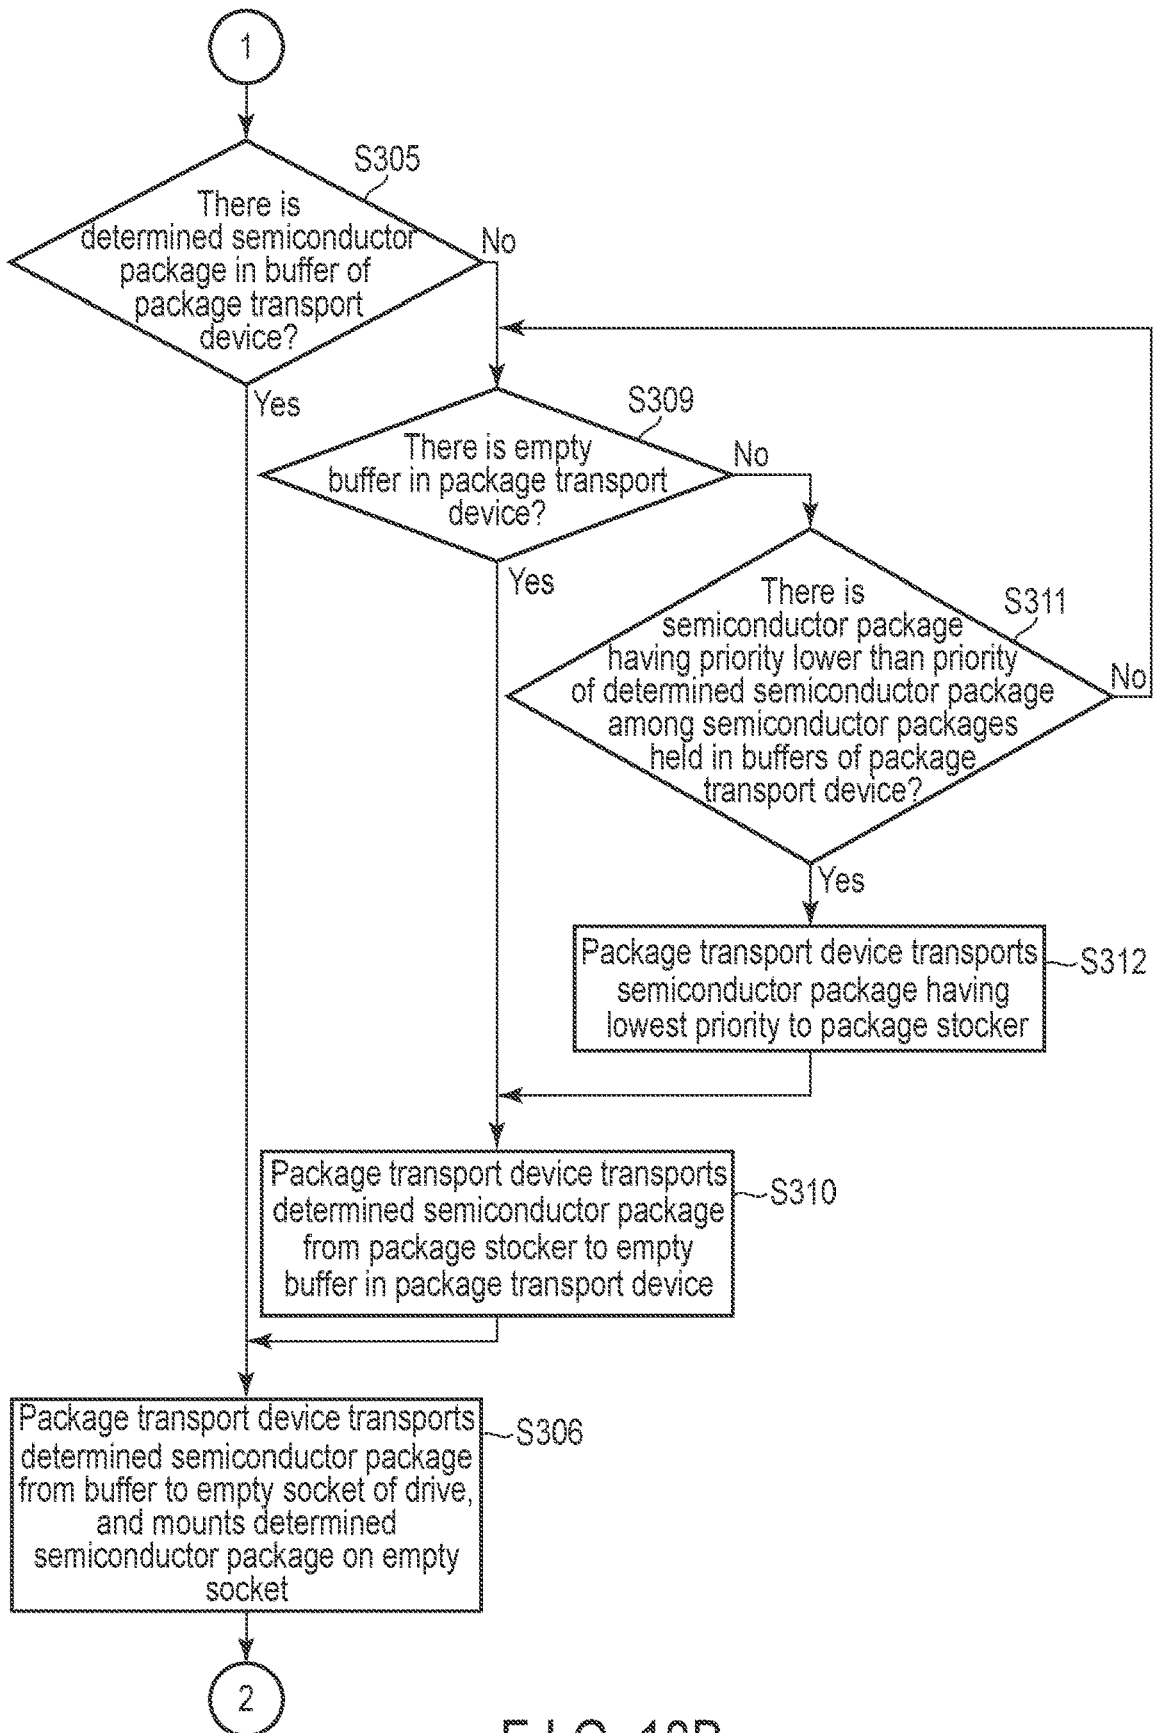 1
S305
There is
determined semiconductor
package in buffer of
package transport
device?
No
Yes
S309
There is empty
buffer in package transport
device?
No
Yes
S311
There is
semiconductor package
having priority lower than priority
of determined semiconductor package
among semiconductor packages
held in buffers of package
transport device?
No
Yes
Package transport device transports
semiconductor package having
lowest priority to package stocker
S312
Package transport device transports
determined semiconductor package
from package stocker to empty
buffer in package transport device
S310
Package transport device transports
determined semiconductor package
from buffer to empty socket of drive,
and mounts determined
semiconductor package on empty
socket
S306
2